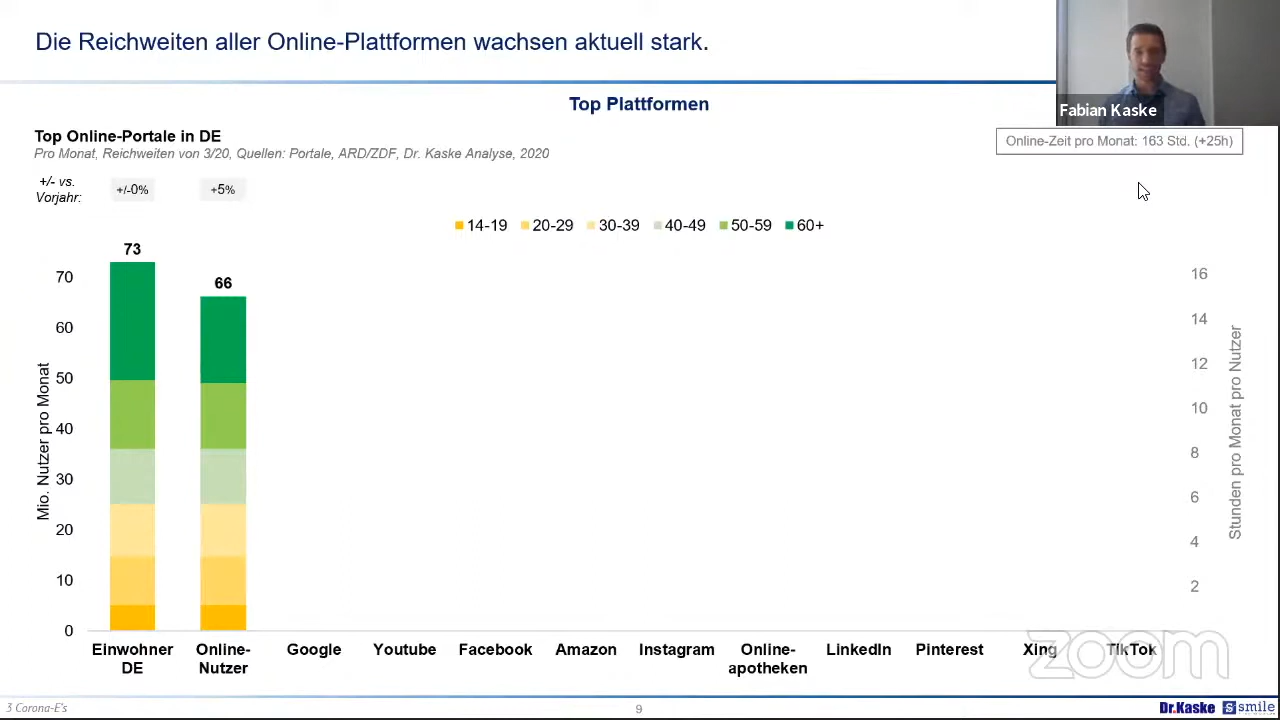 Die Reichweiten aller Online-Plattformen wachsen aktuell stark.
Fabian Kaske
Top Plattformen
Top Online-Portale in DE
Pro Monat, Reichweiten von 3/20, Quellen: Portale, ARD/ZDF, Dr. Kaske Analyse, 2020
Online-Zeit pro Monat: 163 Std. (+25h)
+/- vs.
Vorjahr:
+/-0%
+5%
14-19 20-29 30-39 40-49 50-59 60+
73
66
Mio. Nutzer pro Monat
70
60
50
40
30
20
10
0
16
14
12
10
8
6
4
2
Stunden pro Monat pro Nutzer
Einwohner
DE
Online-
Nutzer
Google
Youtube
Facebook
Amazon
Instagram
Online-
apotheken
LinkedIn
Pinterest
Xing
TikTok
zoom
3 Corona-E's
9
Dr.Kaske
S smile